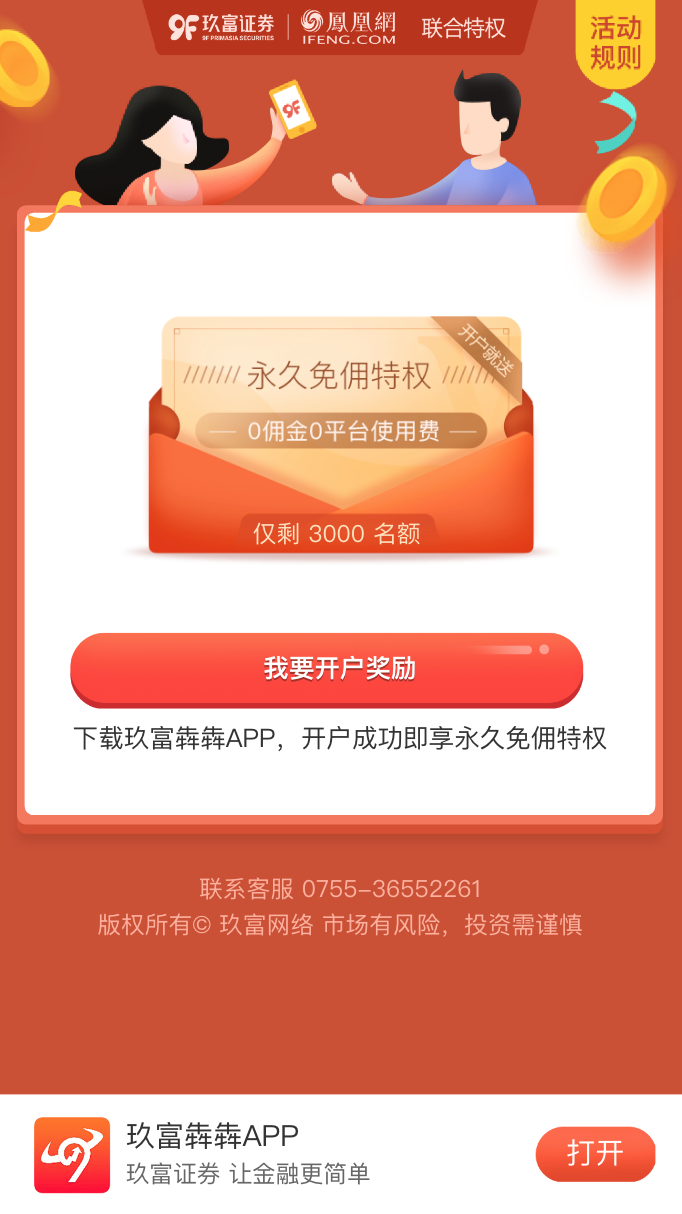 9F 玖富证券 9F PRIMASIA SECURITIES 鳳凰網 IFENG.COM 联合特权
活动
规则
9F
开户就送
永久免佣特权
0佣金0平台使用费
仅剩 3000 名额
我要开户奖励
下载玖富犇犇APP，开户成功即享永久免佣特权
联系客服 0755-36552261
版权所有© 玖富网络 市场有风险，投资需谨慎
玖富犇犇APP
玖富证券 让金融更简单
打开